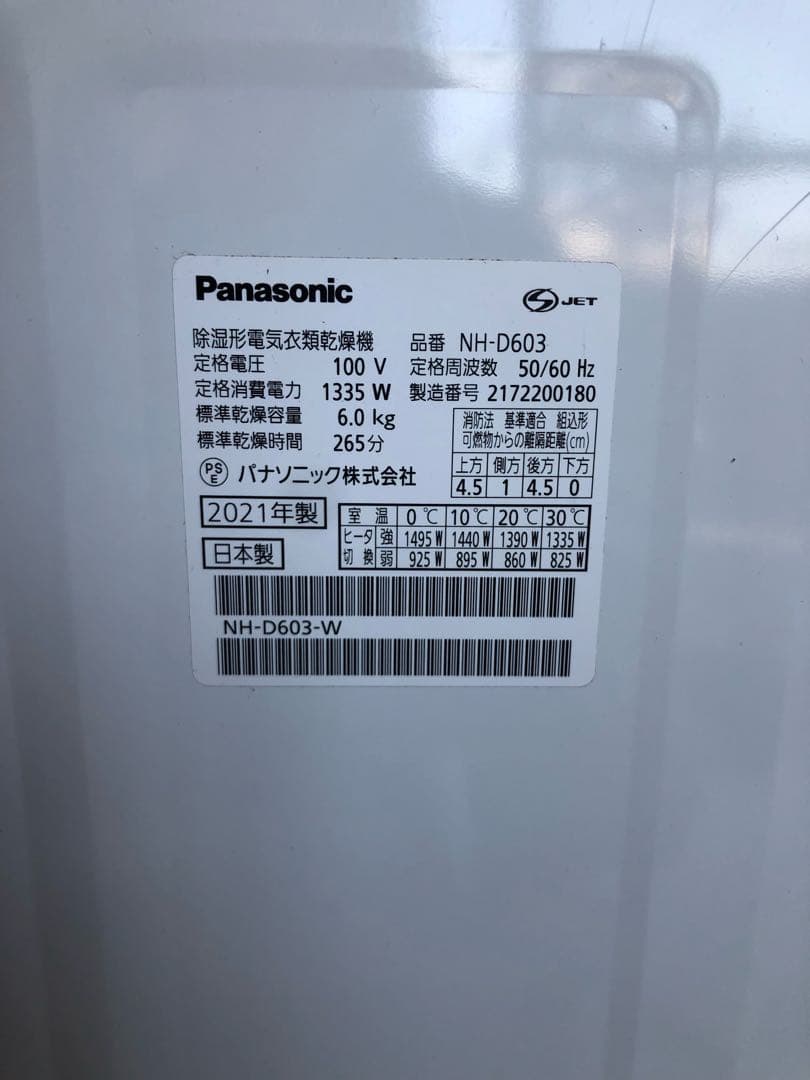 Panasonic
S JET
除湿形電気衣類乾燥機 品番 NH-D603
定格電圧 100 V 定格周波数 50/60 Hz
定格消費電力 1335 W 製造番号 2172200180
標準乾燥容量 6.0 kg
標準乾燥時間 265分
消防法 基準適合 組込形
可燃物からの離隔距離(cm)
上方 側方 後方 下方
4.5 1 4.5 0
PSE パナソニック株式会社
2021年製
日本製
室温 0℃ 10℃ 20℃ 30℃
ヒータ切換 強 1495 W 1440 W 1390 W 1335 W
弱 925 W 895 W 860 W 825 W
NH-D603-W